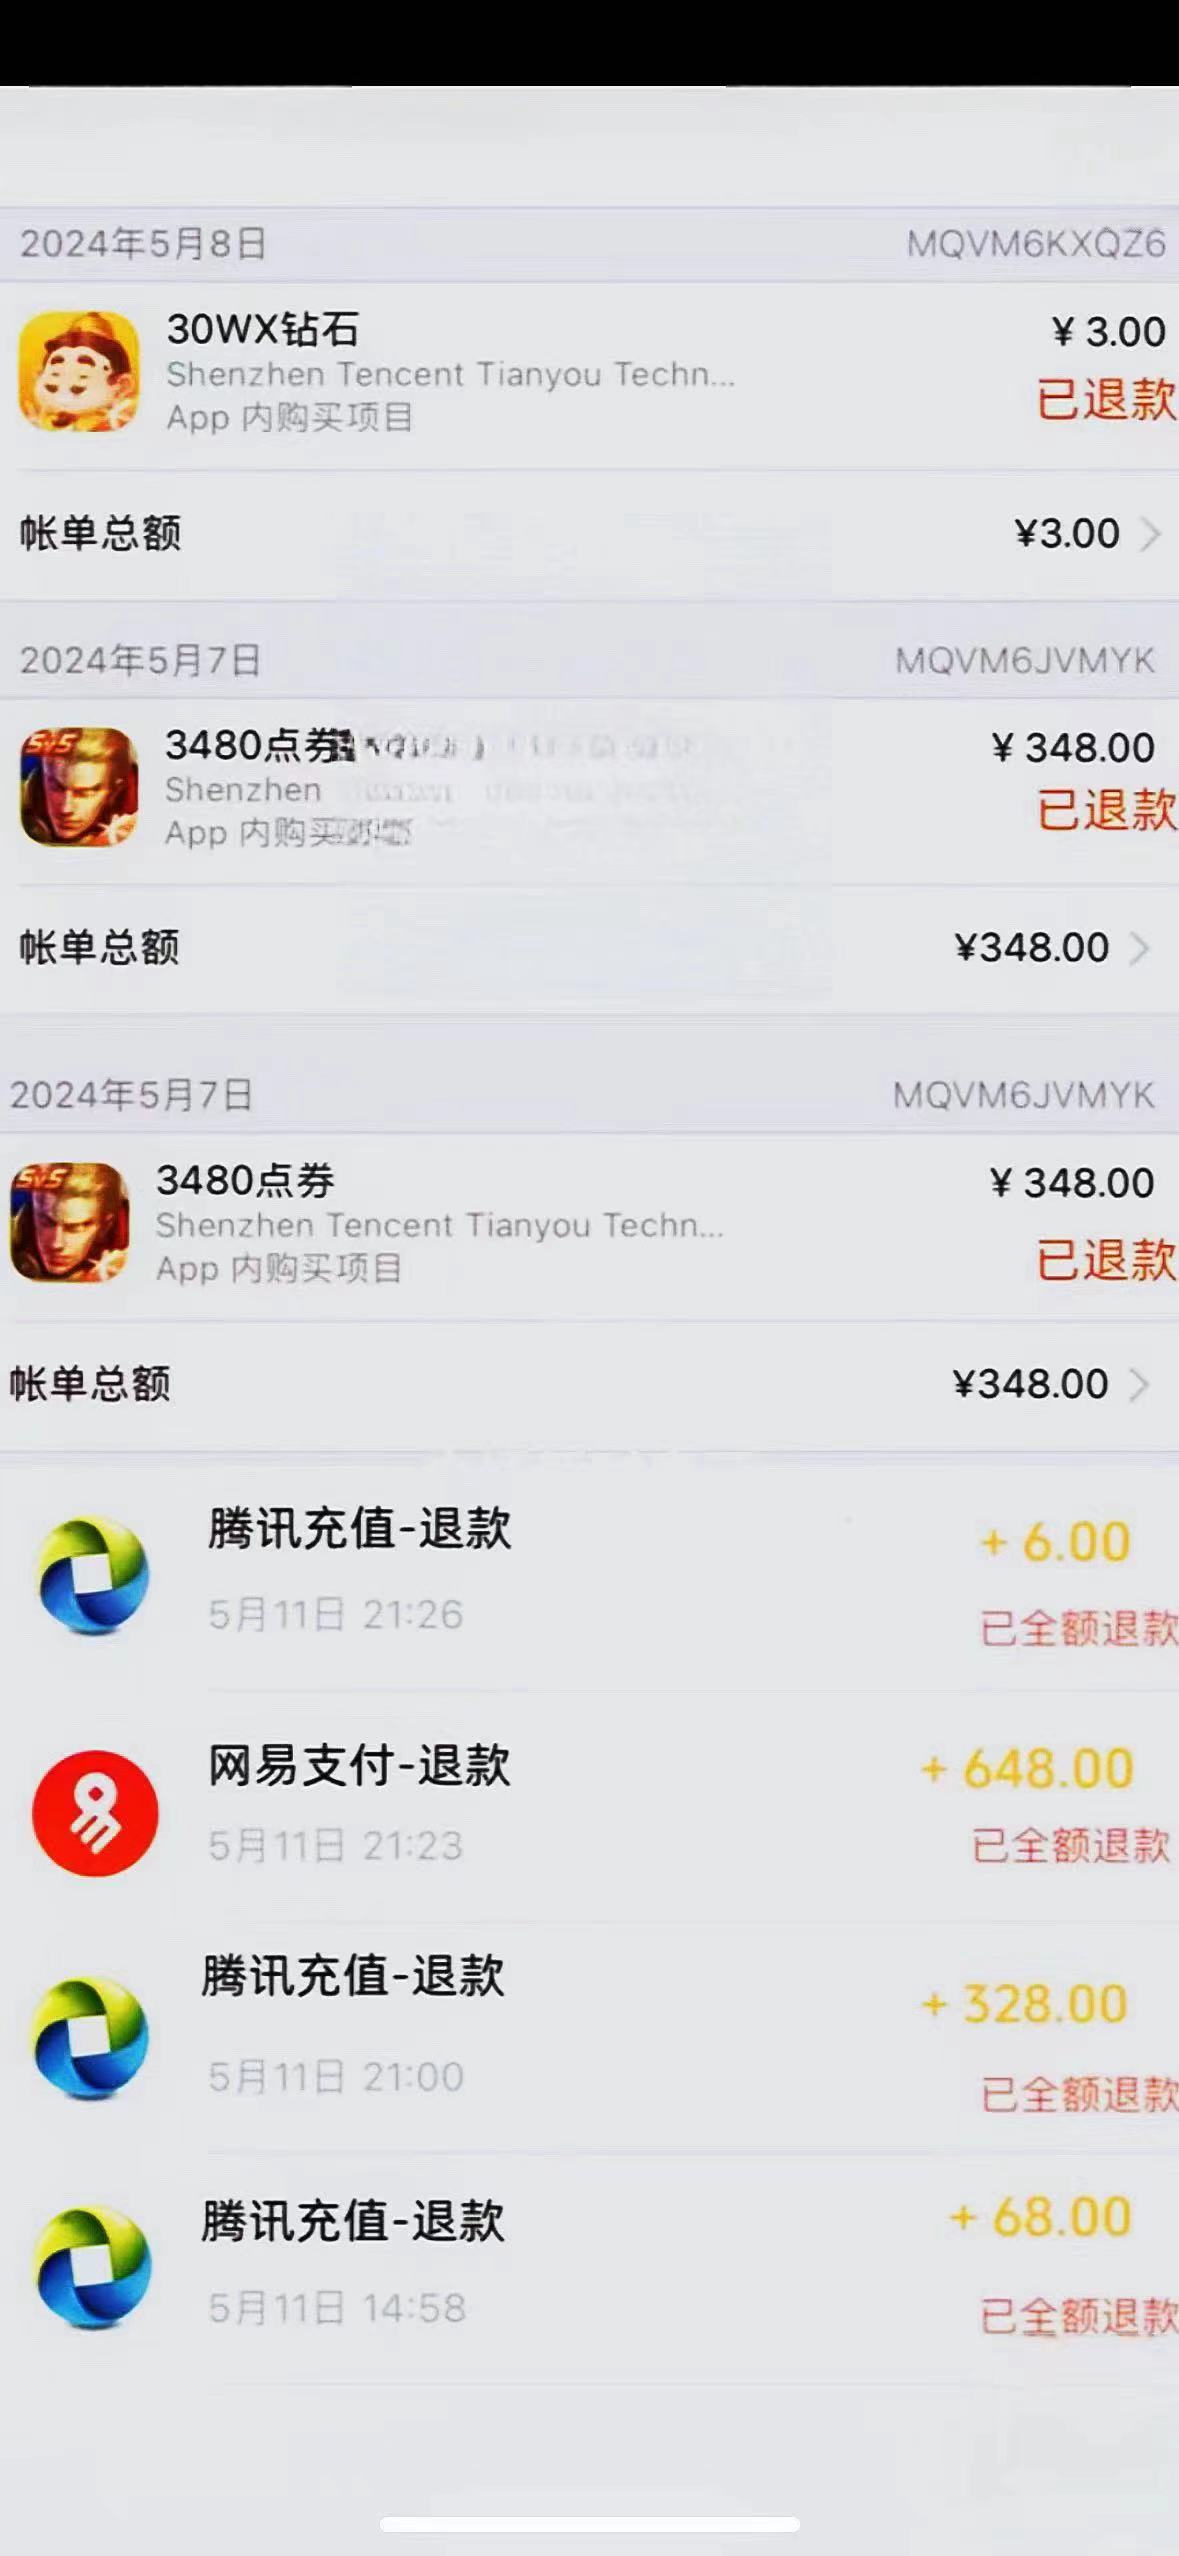 2024年5月8日 MQVM6KXQZ6
30WX钻石 ¥ 3.00
Shenzhen Tencent Tianyou Techn...
已退款
App 内购买项目
帐单总额 ¥3.00
2024年5月7日 MQVM6JVMYK
5v5
3480点券 ¥ 348.00
Shenzhen
已退款
App 内购买
帐单总额 ¥348.00
2024年5月7日 MQVM6JVMYK
5v5
3480点券 ¥ 348.00
Shenzhen Tencent Tianyou Techn...
已退款
App 内购买项目
帐单总额 ¥348.00
腾讯充值-退款 + 6.00
5月11日 21:26 已全额退款
网易支付-退款 + 648.00
5月11日 21:23 已全额退款
腾讯充值-退款 + 328.00
5月11日 21:00 已全额退款
腾讯充值-退款 + 68.00
5月11日 14:58 已全额退款